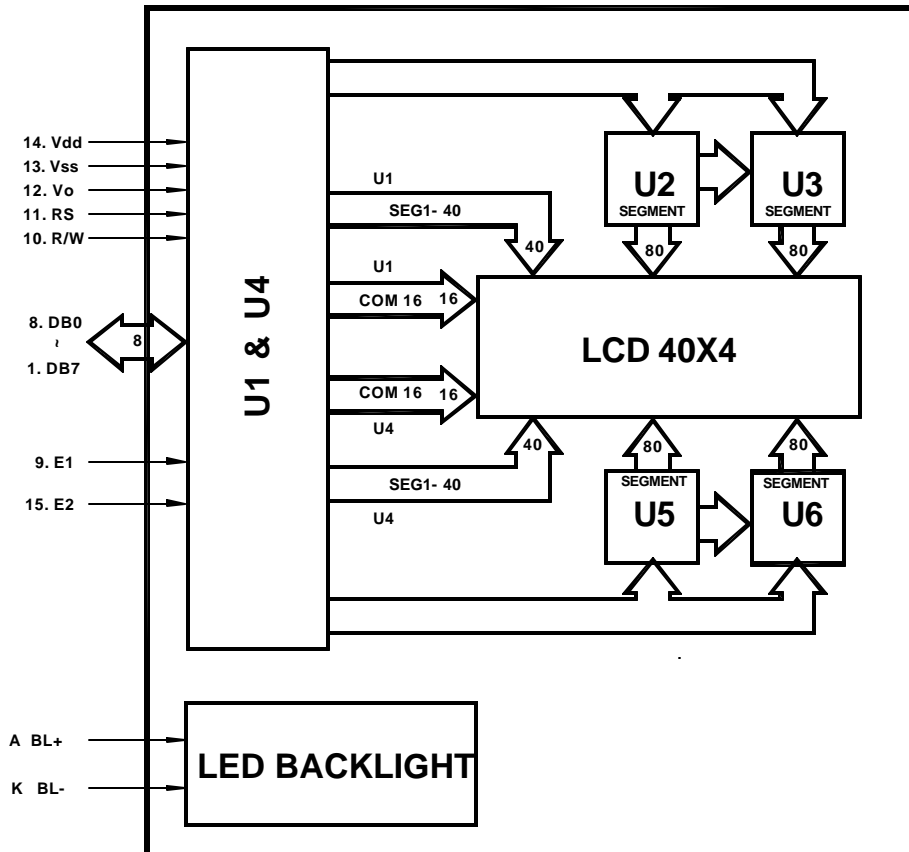 14. Vdd
13. Vss
12. Vo
11. RS
10. R/W
8. DB0
~
1. DB7
8
9. E1
15. E2
U1 & U4
U1
SEG1- 40
40
U1
COM 16 16
COM 16 16
U4
40
SEG1- 40
U4
U2
SEGMENT
80
U3
SEGMENT
80
LCD 40X4
80
SEGMENT
U5
80
SEGMENT
U6
A BL+
K BL-
LED BACKLIGHT